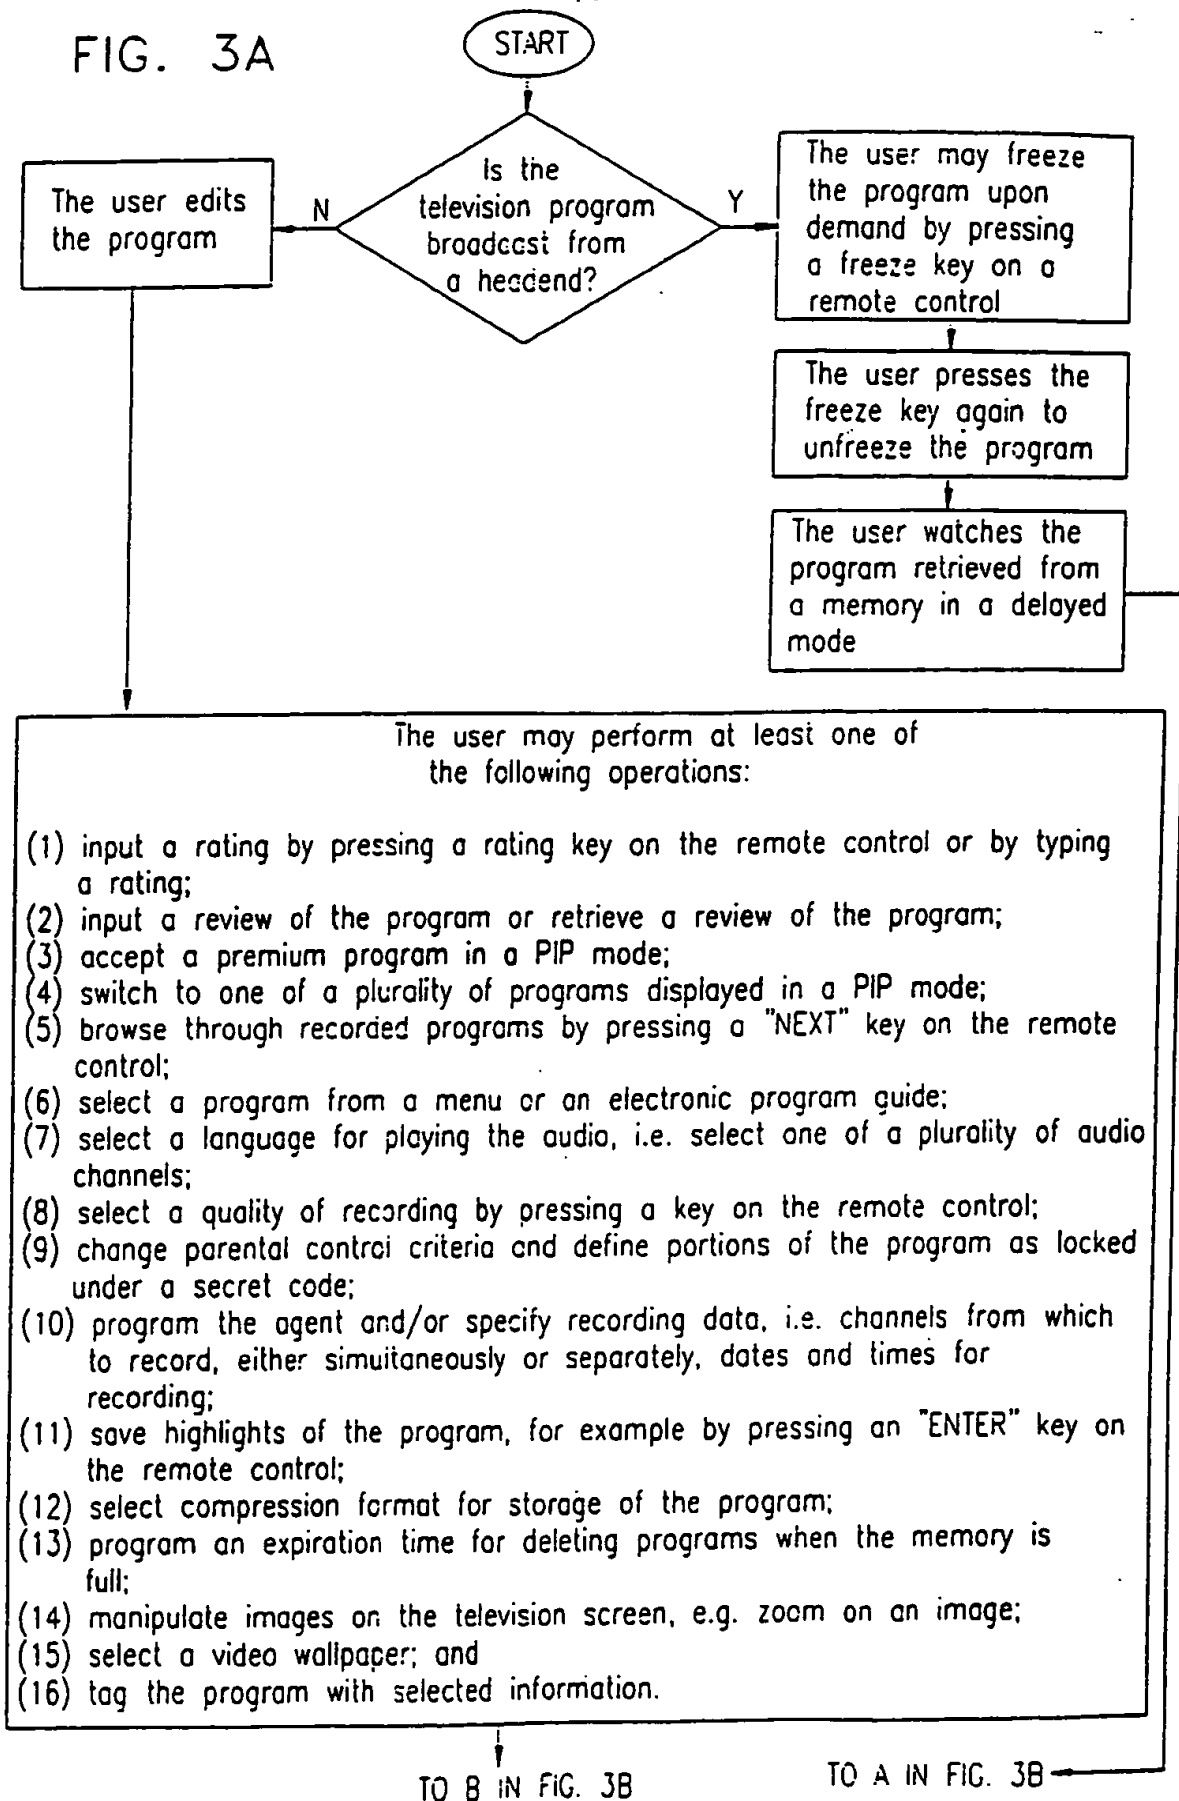 FIG. 3A
START
Is the
television program
broadcast from
a headend?
N
Y
The user edits
the program
The user may freeze
the program upon
demand by pressing
a freeze key on a
remote control
The user presses the
freeze key again to
unfreeze the program
The user watches the
program retrieved from
a memory in a delayed
mode
The user may perform at least one of
the following operations:
(1) input a rating by pressing a rating key on the remote control or by typing
a rating;
(2) input a review of the program or retrieve a review of the program;
(3) accept a premium program in a PIP mode;
(4) switch to one of a plurality of programs displayed in a PIP mode;
(5) browse through recorded programs by pressing a "NEXT" key on the remote
control;
(6) select a program from a menu or an electronic program guide;
(7) select a language for playing the audio, i.e. select one of a plurality of audio
channels;
(8) select a quality of recording by pressing a key on the remote control;
(9) change parental control criteria and define portions of the program as locked
under a secret code;
(10) program the agent and/or specify recording data, i.e. channels from which
to record, either simultaneously or separately, dates and times for
recording;
(11) save highlights of the program, for example by pressing an "ENTER" key on
the remote control;
(12) select compression format for storage of the program;
(13) program an expiration time for deleting programs when the memory is
full;
(14) manipulate images on the television screen, e.g. zoom on an image;
(15) select a video wallpaper; and
(16) tag the program with selected information.
TO B IN FIG. 3B
TO A IN FIG. 3B